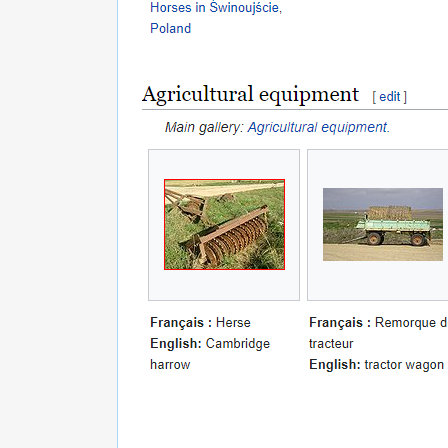 Horses in Świnoujście,
Poland
Agricultural equipment [ edit ]
Main gallery: Agricultural equipment.
Français : Herse
English: Cambridge
harrow
Français : Remorque d
tracteur
English: tractor wagon